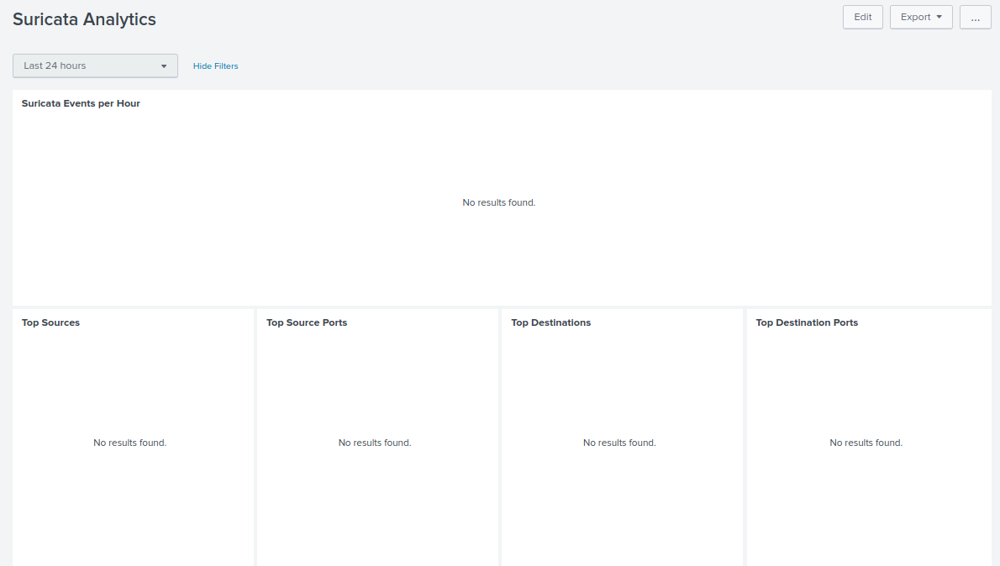 Suricata Analytics
Edit
Export
...
Last 24 hours
Hide Filters
Suricata Events per Hour
No results found.
Top Sources
Top Source Ports
Top Destinations
Top Destination Ports
No results found.
No results found.
No results found.
No results found.